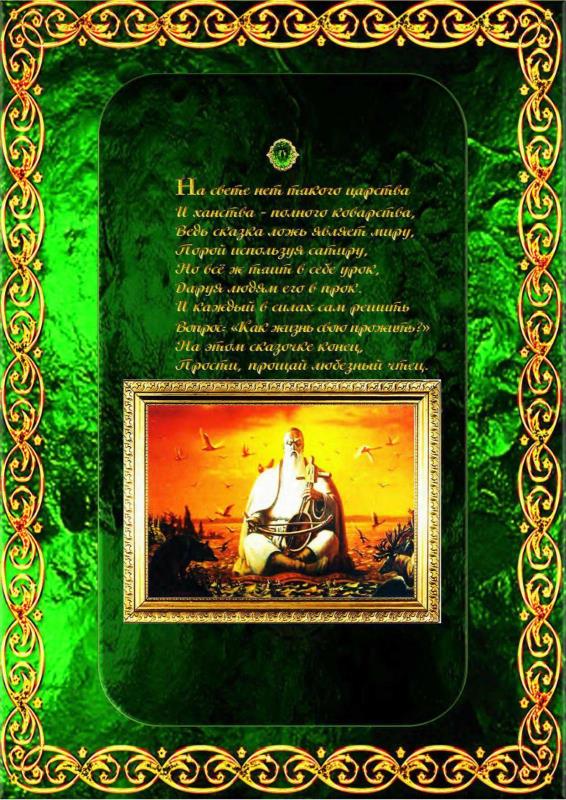 На свете нет такого царства
И ханства - полного коварства,
Ведь сказка ложь являет миру,
Порой используя сатиру,
Но всё ж таит в себе урок,
Даруя людям его в прок.
И каждый в силах сам решить
Вопрос: «Как жизнь свою прожить?»
На этом сказочке конец,
Прости, прощай любезный чтец.